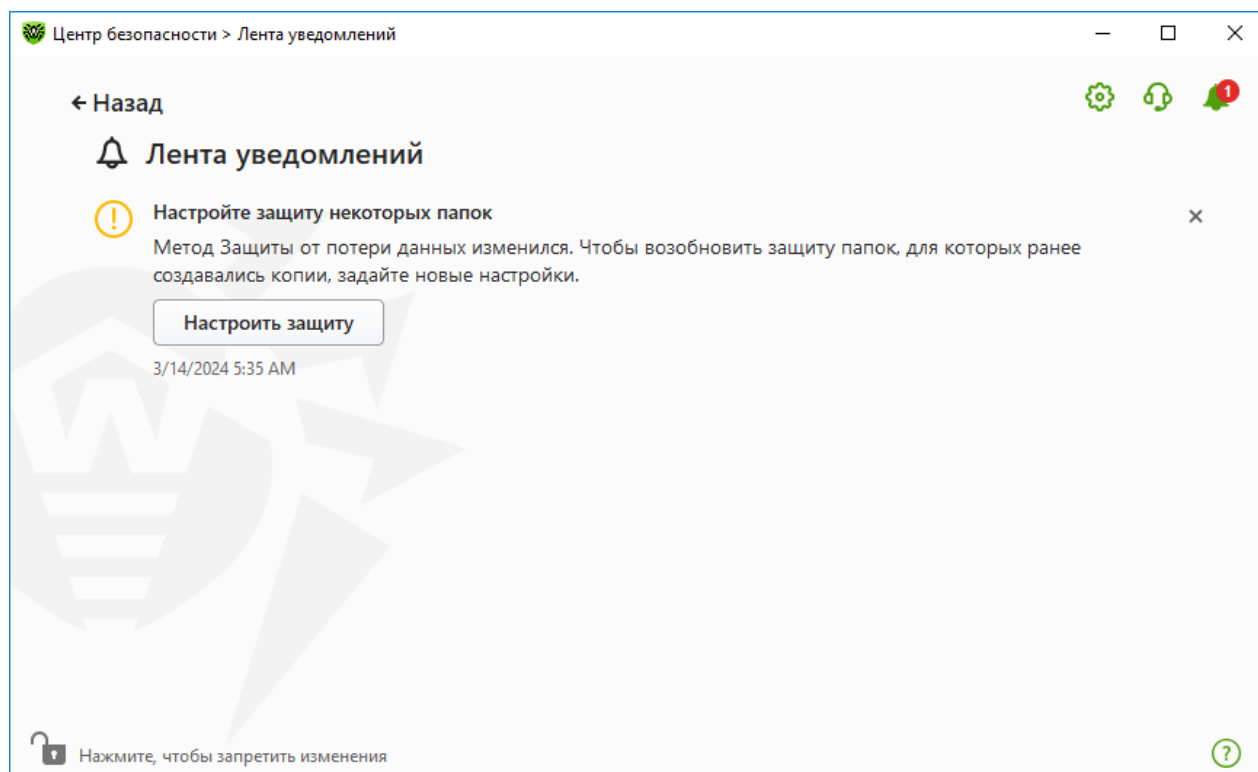 Центр безопасности > Лента уведомлений
1
Назад
Лента уведомлений
Настройте защиту некоторых папок
Метод Защиты от потери данных изменился. Чтобы возобновить защиту папок, для которых ранее
создавались копии, задайте новые настройки.
Настроить защиту
3/14/2024 5:35 AM
Нажмите, чтобы запретить изменения